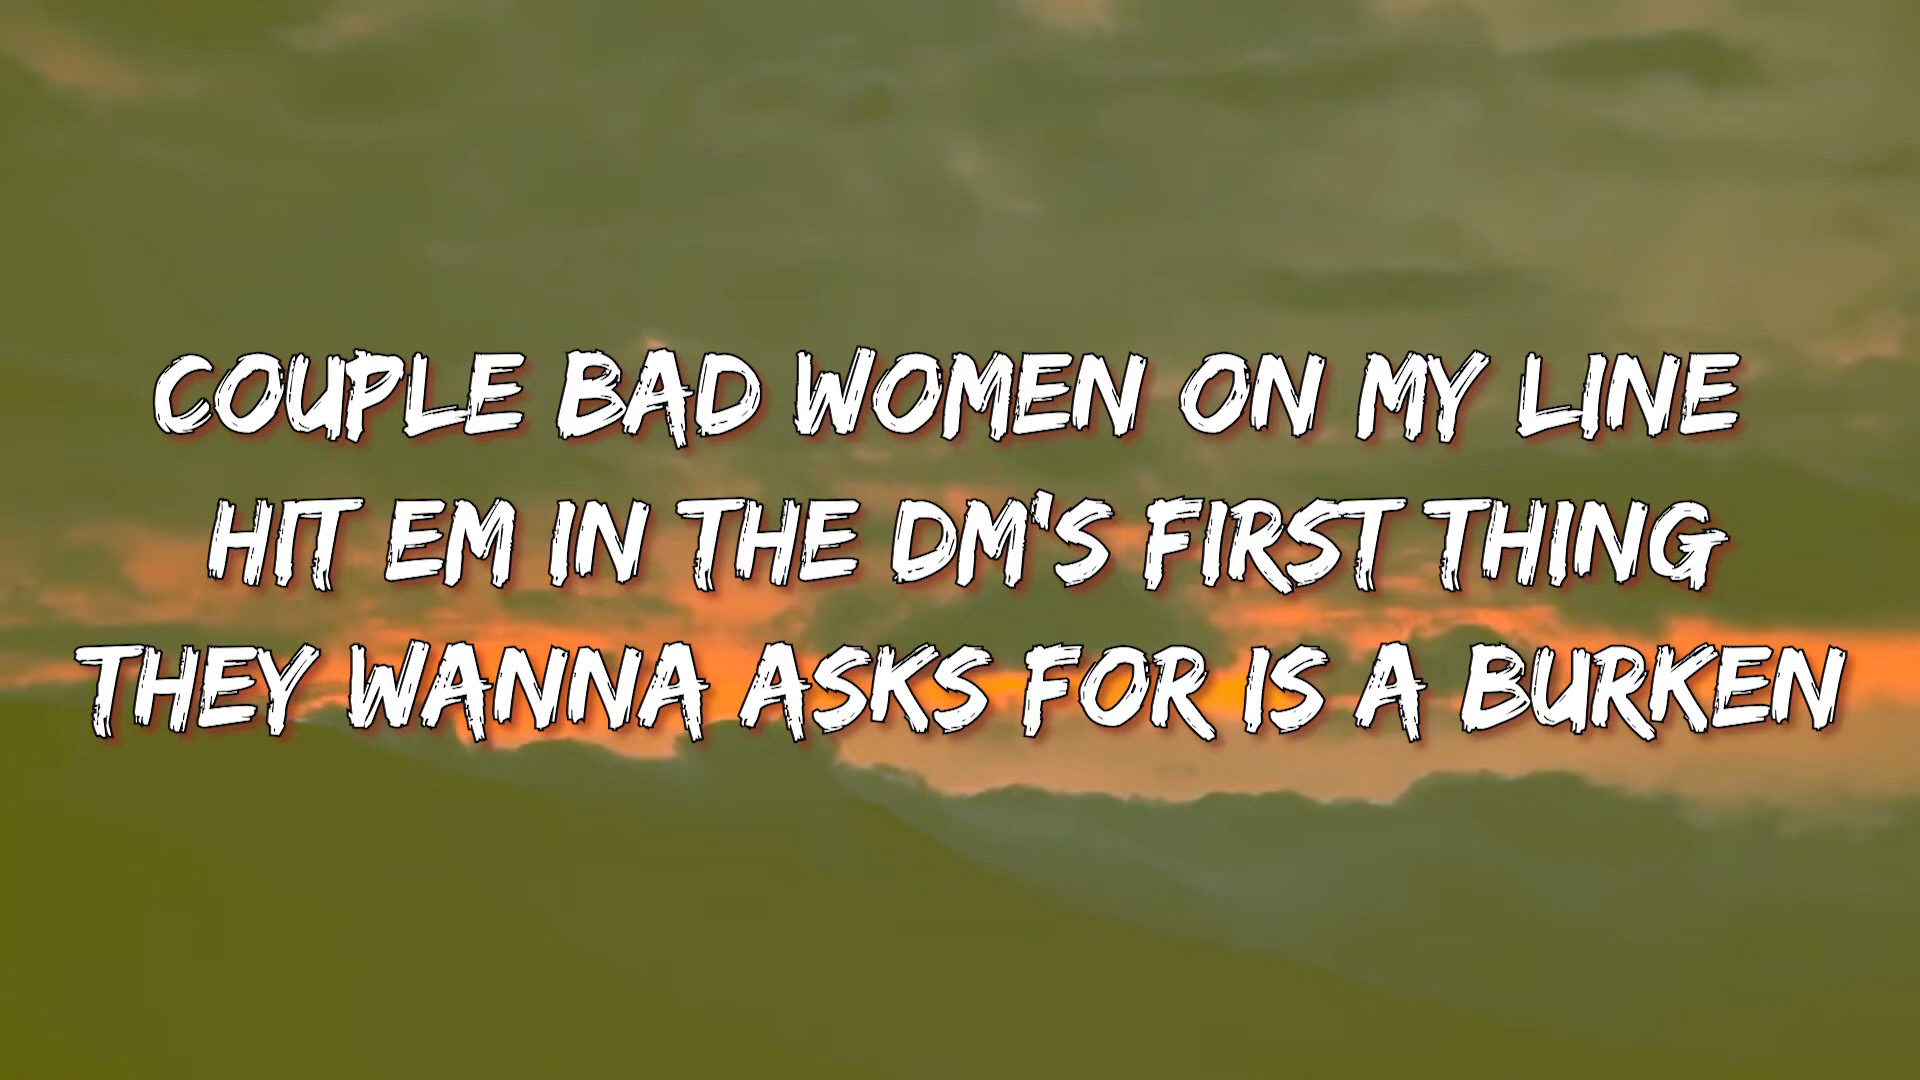 COUPLE BAD WOMEN ON MY LINE
HIT EM IN THE DM'S FIRST THING
THEY WANNA ASKS FOR IS A BURKEN